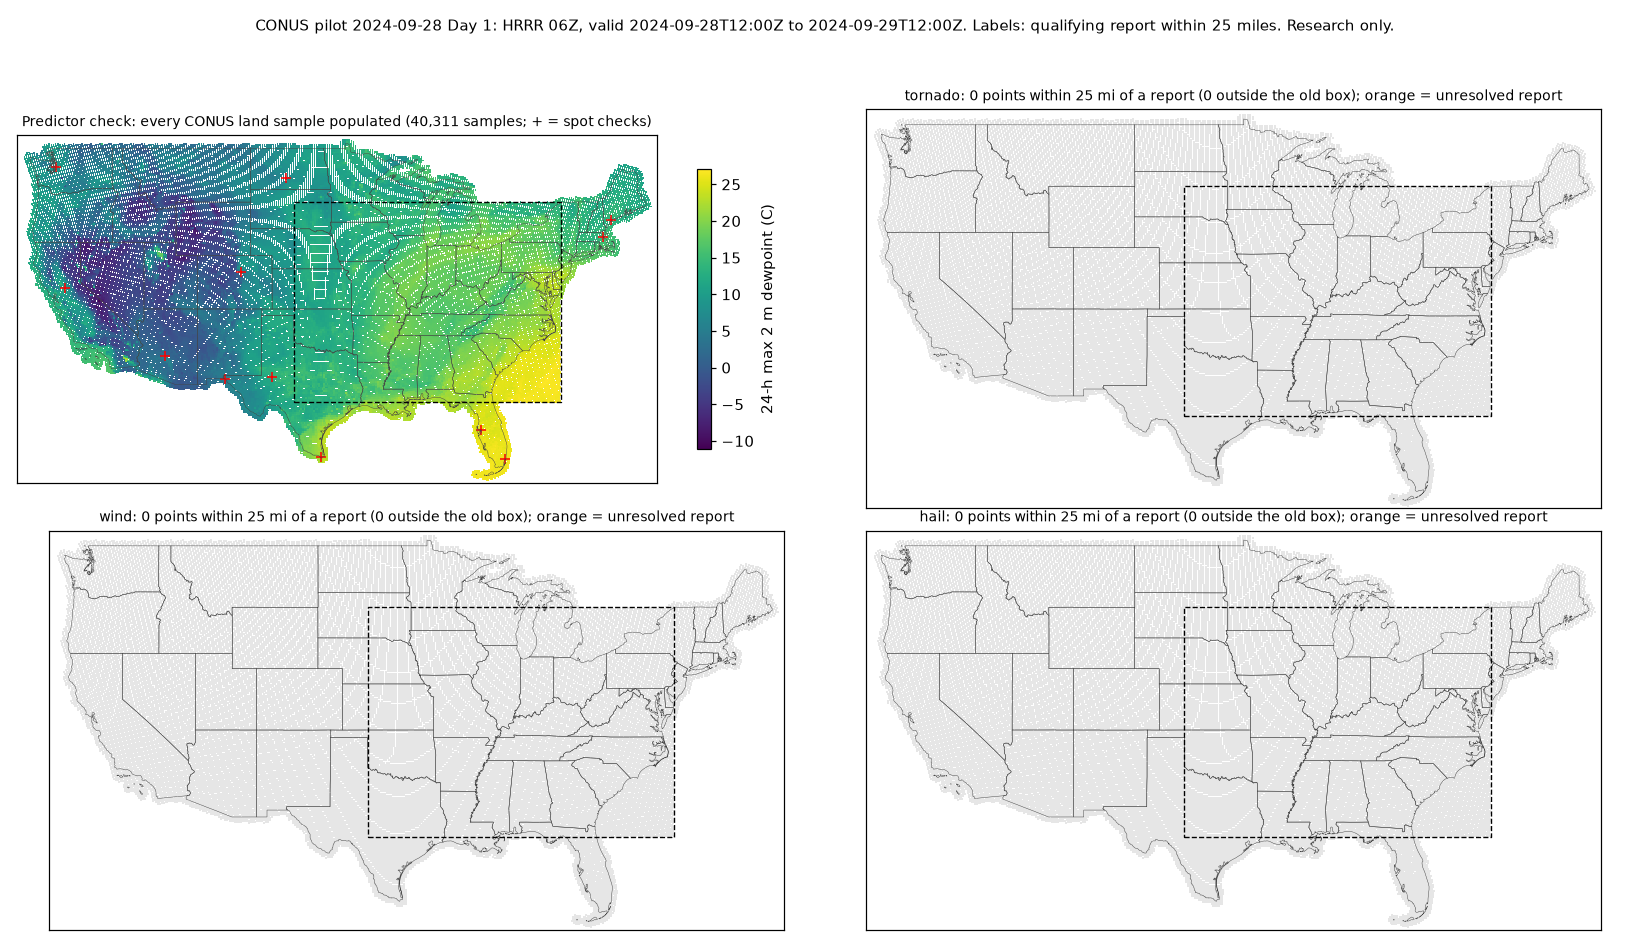 CONUS pilot 2024-09-28 Day 1: HRRR 06Z, valid 2024-09-28T12:00Z to 2024-09-29T12:00Z. Labels: qualifying report within 25 miles. Research only.
Predictor check: every CONUS land sample populated (40,311 samples; + = spot checks)
25
20
15
10
5
0
−5
−10
24-h max 2 m dewpoint (C)
tornado: 0 points within 25 mi of a report (0 outside the old box); orange = unresolved report
wind: 0 points within 25 mi of a report (0 outside the old box); orange = unresolved report
hail: 0 points within 25 mi of a report (0 outside the old box); orange = unresolved report